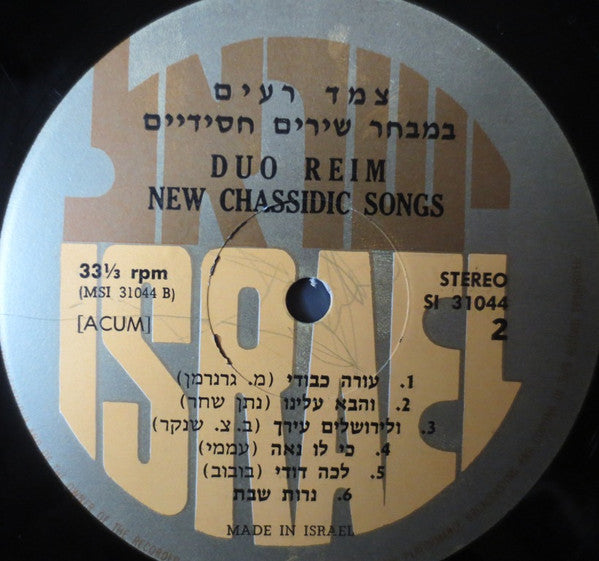 צמד רעים
במבחר שירים חסידיים
DUO REIM
NEW CHASSIDIC SONGS
ISRAEL
33⅓ rpm
(MSI 31044 B)
[ACUM]
STEREO
SI 31044
2
1. עורה כבודי (מ. גרנרמן)
2. והבא עלינו (נתן שחר)
3. ולירושלים עירך (ב.צ. שנקר)
4. כי לו נאה (עממי)
5. לכה דודי (בובוב)
6. נרות שבת
MADE IN ISRAEL